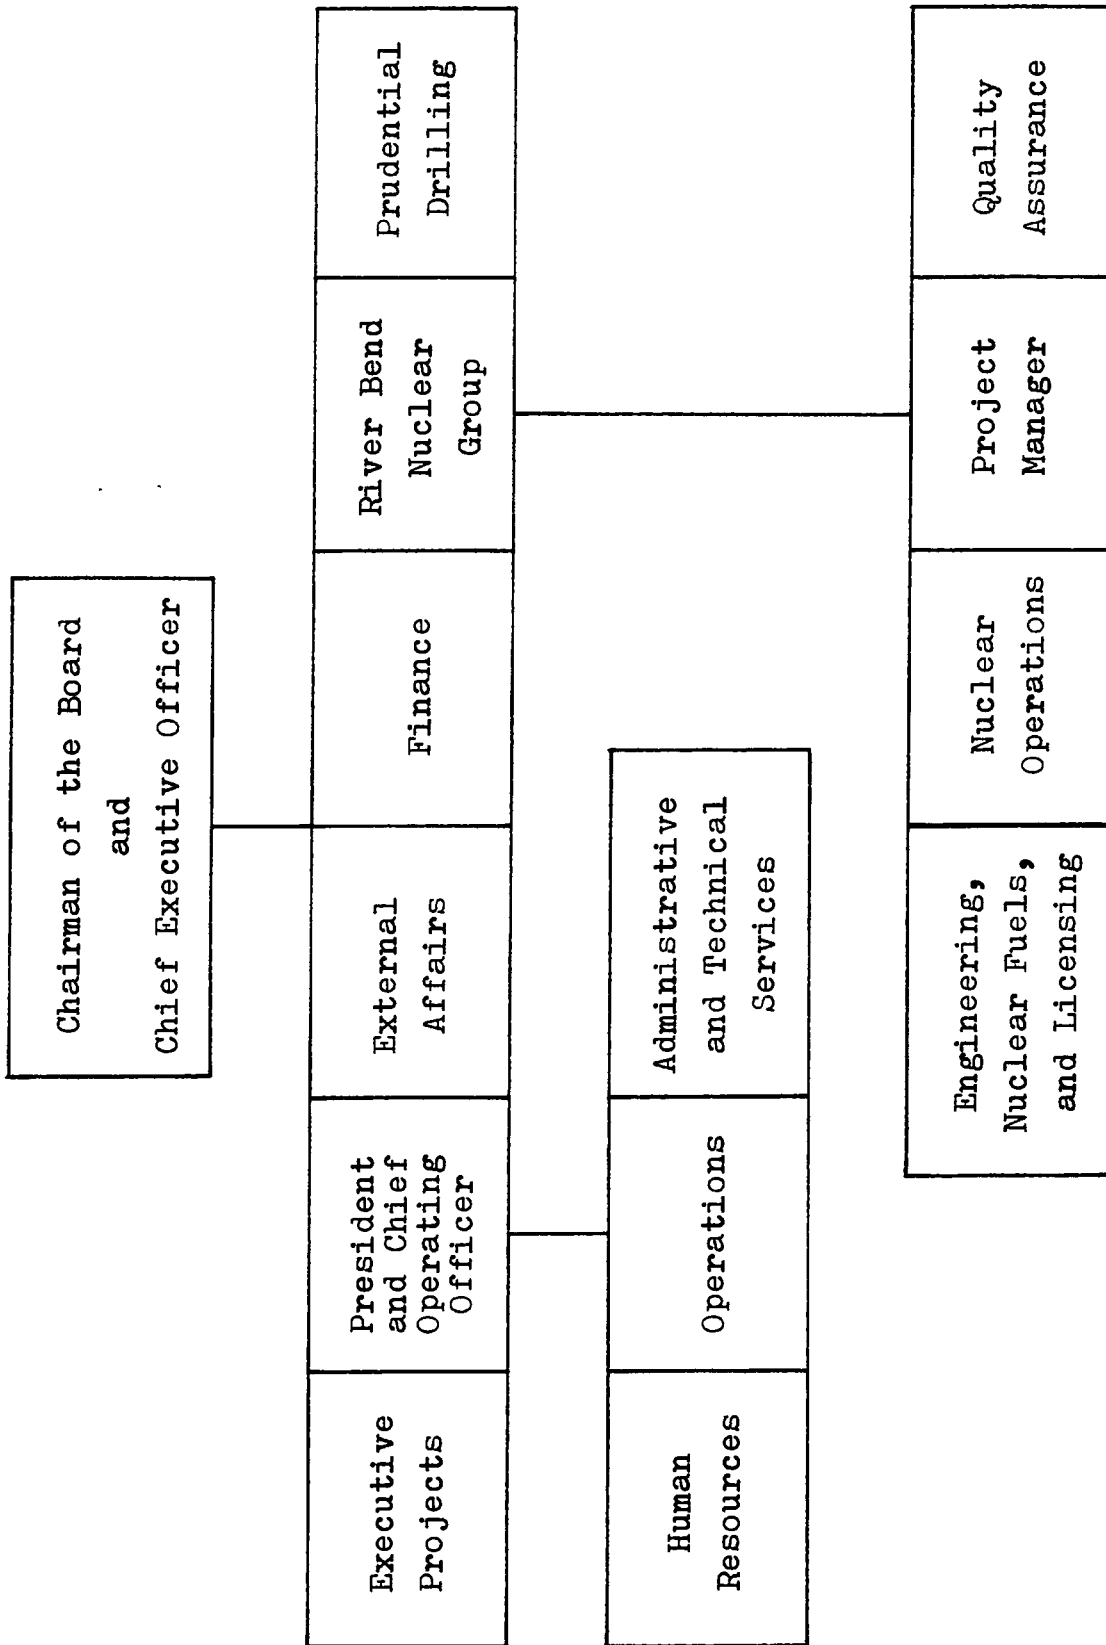 Chairman of the Board
and
Chief Executive Officer
Executive
Projects
President
and Chief
Operating
Officer
External
Affairs
Finance
River Bend
Nuclear
Group
Prudential
Drilling
Human
Resources
Operations
Administrative
and Technical
Services
Engineering,
Nuclear Fuels,
and Licensing
Nuclear
Operations
Project
Manager
Quality
Assurance